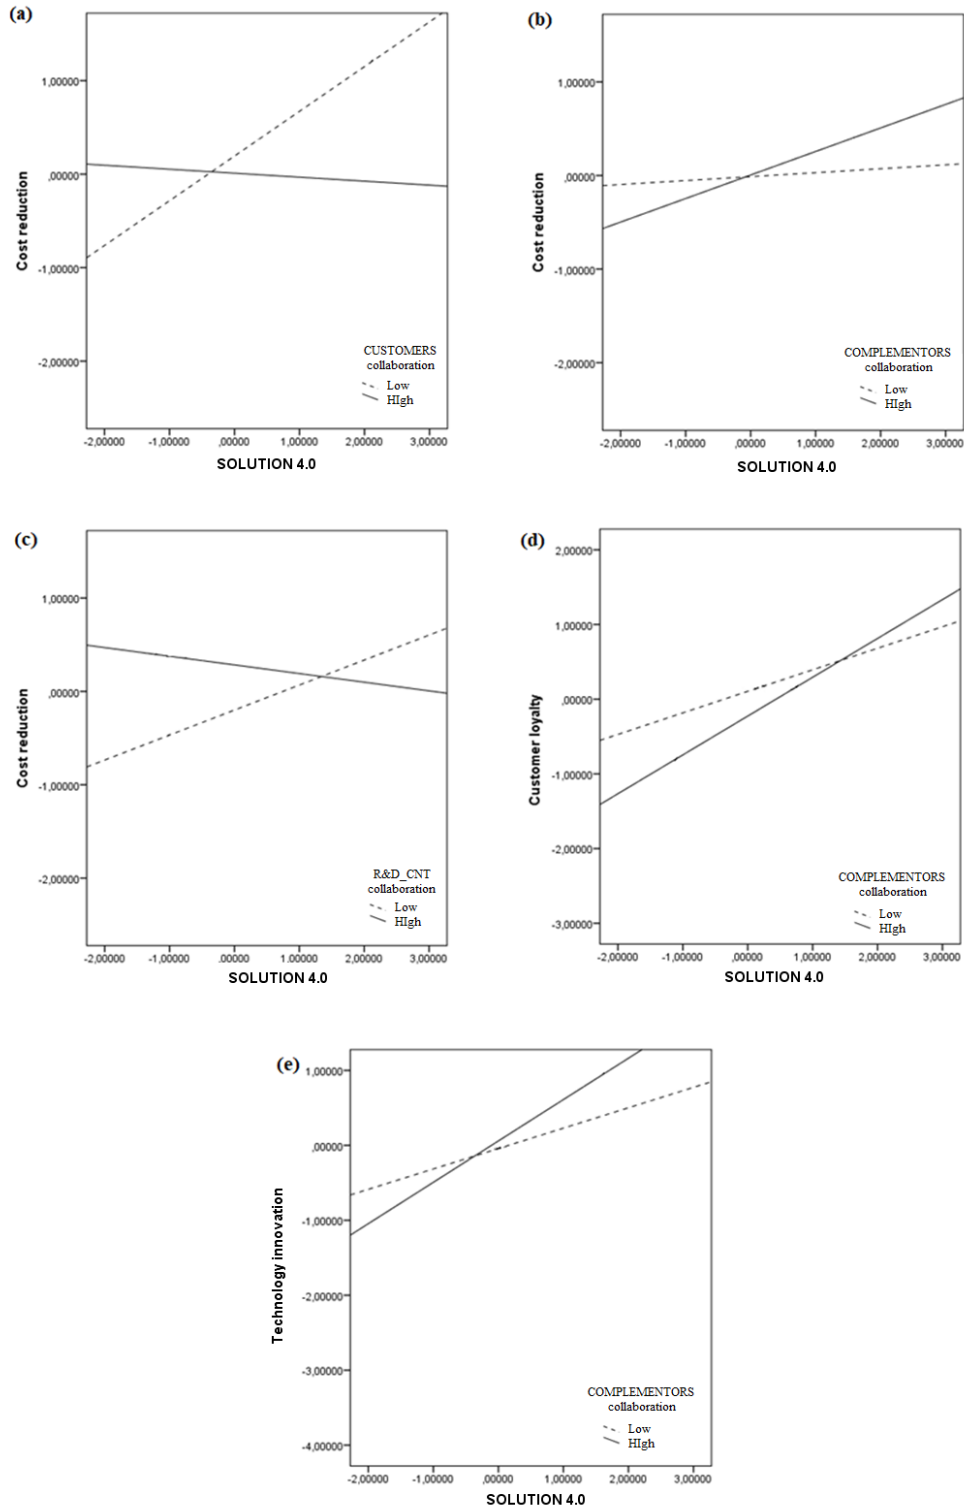 (a)
1,00000
,00000
-1,00000
-2,00000
Cost reduction
CUSTOMERS
collaboration
Low
HIgh
-2,00000 -1,00000 ,00000 1,00000 2,00000 3,00000
SOLUTION 4.0
(b)
1,00000
,00000
-1,00000
-2,00000
Cost reduction
COMPLEMENTORS
collaboration
Low
HIgh
-2,00000 -1,00000 ,00000 1,00000 2,00000 3,00000
SOLUTION 4.0
(c)
1,00000
,00000
-1,00000
-2,00000
Cost reduction
R&D_CNT
collaboration
Low
HIgh
-2,00000 -1,00000 ,00000 1,00000 2,00000 3,00000
SOLUTION 4.0
(d)
2,00000
1,00000
,00000
-1,00000
-2,00000
-3,00000
Customer loyalty
COMPLEMENTORS
collaboration
Low
HIgh
-2,00000 -1,00000 ,00000 1,00000 2,00000 3,00000
SOLUTION 4.0
(e)
1,00000
,00000
-1,00000
-2,00000
-3,00000
-4,00000
Technology innovation
COMPLEMENTORS
collaboration
Low
HIgh
-2,00000 -1,00000 ,00000 1,00000 2,00000 3,00000
SOLUTION 4.0